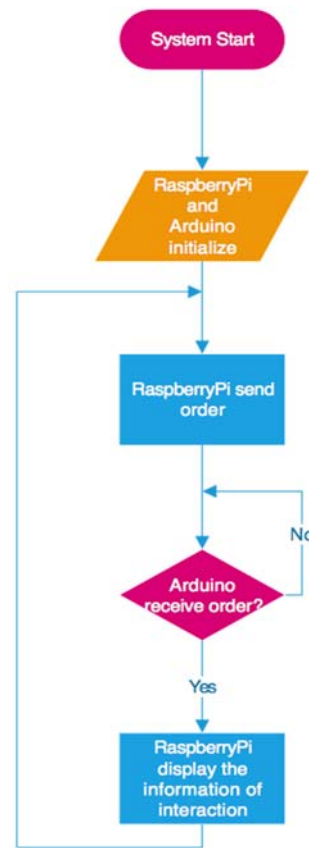 System Start
RaspberryPi
and
Arduino
initialize
RaspberryPi send
order
No
Arduino
receive order?
Yes
RaspberryPi
display the
information of
interaction